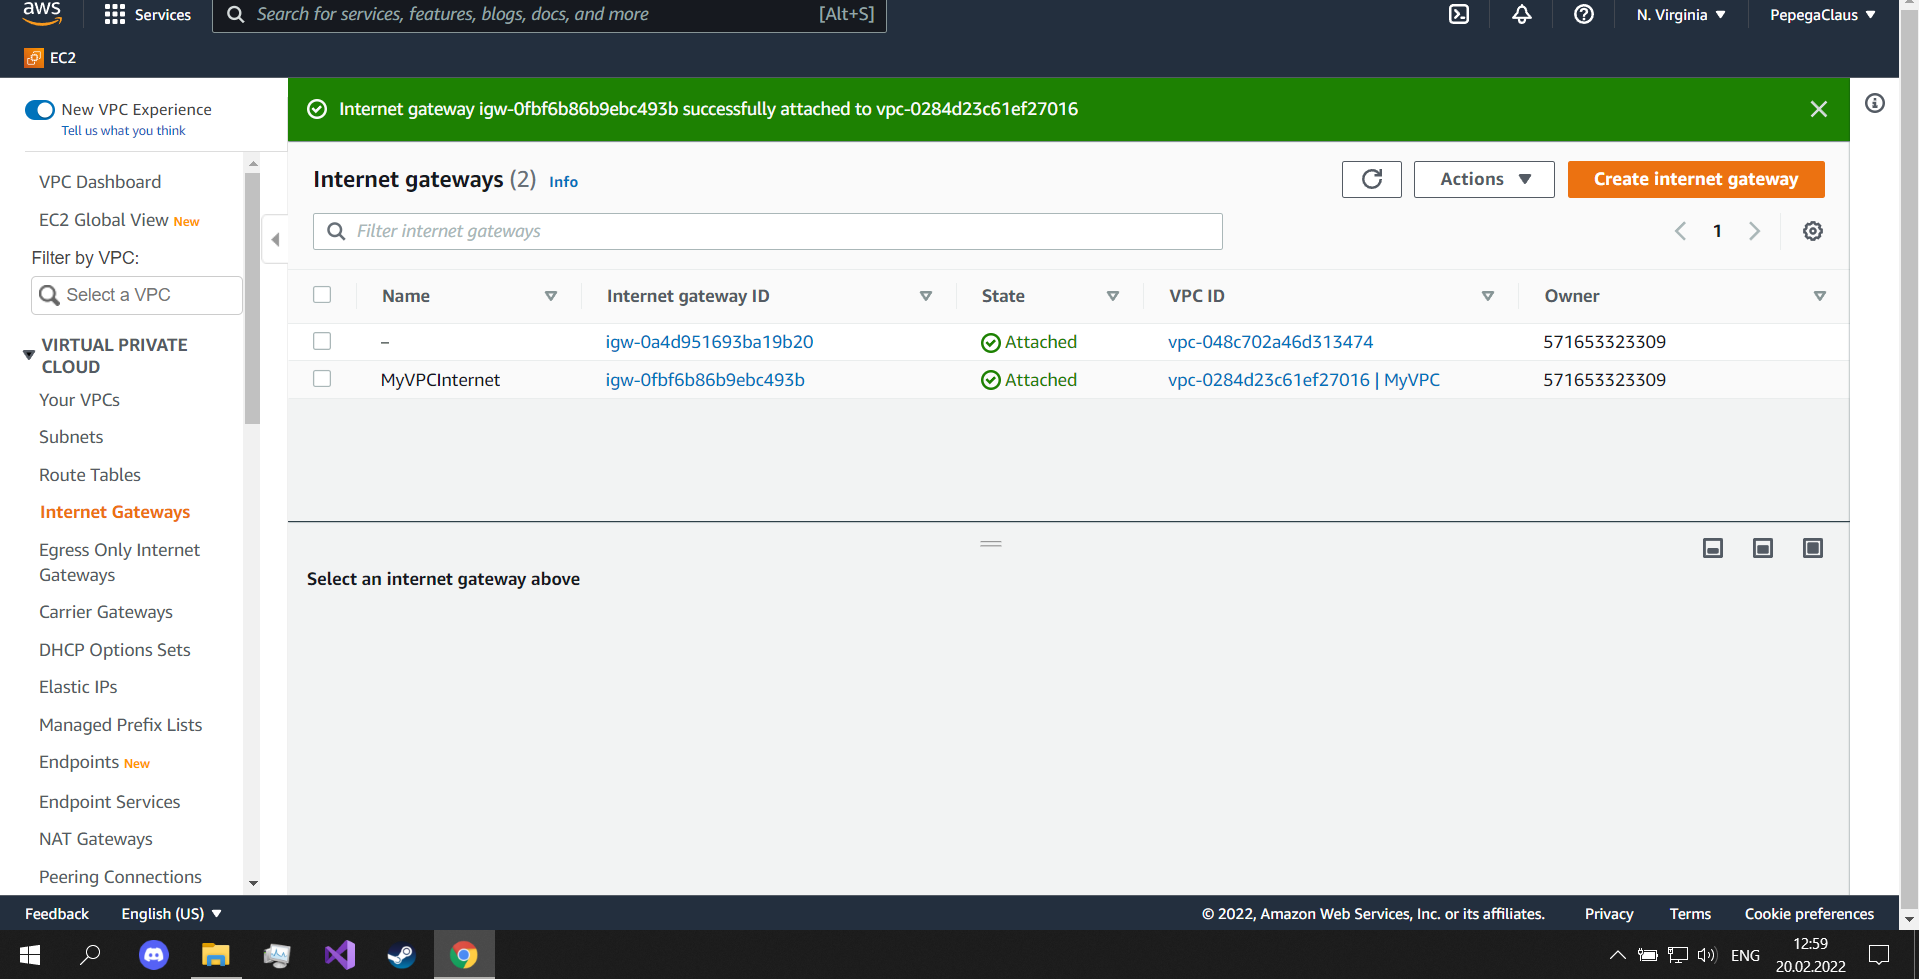 aws
Services
Search for services, features, blogs, docs, and more
[Alt+S]
N. Virginia
PepegaClaus
EC2
New VPC Experience
Tell us what you think
VPC Dashboard
EC2 Global View New
Filter by VPC:
Select a VPC
VIRTUAL PRIVATE
CLOUD
Your VPCs
Subnets
Route Tables
Internet Gateways
Egress Only Internet
Gateways
Carrier Gateways
DHCP Options Sets
Elastic IPs
Managed Prefix Lists
Endpoints New
Endpoint Services
NAT Gateways
Peering Connections
Internet gateway igw-0fbf6b86b9ebc493b successfully attached to vpc-0284d23c61ef27016
Internet gateways (2) Info
Actions
Create internet gateway
Filter internet gateways
1
Name Internet gateway ID State VPC ID Owner
– igw-0a4d951693ba19b20 Attached vpc-048c702a46d313474 571653323309
MyVPCInternet igw-0fbf6b86b9ebc493b Attached vpc-0284d23c61ef27016 | MyVPC 571653323309
Select an internet gateway above
Feedback English (US) © 2022, Amazon Web Services, Inc. or its affiliates. Privacy Terms Cookie preferences
ENG
12:59
20.02.2022